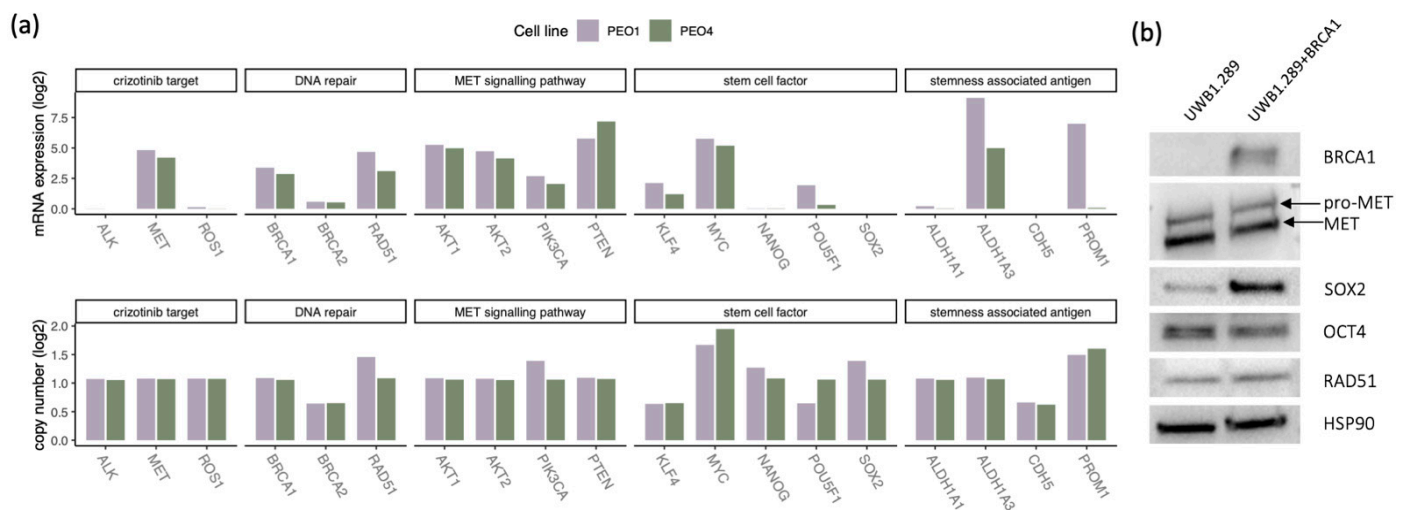 (a)
Cell line PEO1 PEO4
crizotinib target DNA repair MET signalling pathway stem cell factor stemness associated antigen
mRNA expression (log2)
7.5
5.0
2.5
0.0
ALK MET ROS1 BRCA1 BRCA2 RAD51 AKT1 AKT2 PIK3CA PTEN KLF4 MYC NANOG POU5F1 SOX2 ALDH1A1 ALDH1A3 CDH5 PROM1
crizotinib target DNA repair MET signalling pathway stem cell factor stemness associated antigen
copy number (log2)
2.0
1.5
1.0
0.5
0.0
ALK MET ROS1 BRCA1 BRCA2 RAD51 AKT1 AKT2 PIK3CA PTEN KLF4 MYC NANOG POU5F1 SOX2 ALDH1A1 ALDH1A3 CDH5 PROM1
(b)
UWB1.289
UWB1.289+BRCA1
BRCA1
pro-MET
MET
SOX2
OCT4
RAD51
HSP90